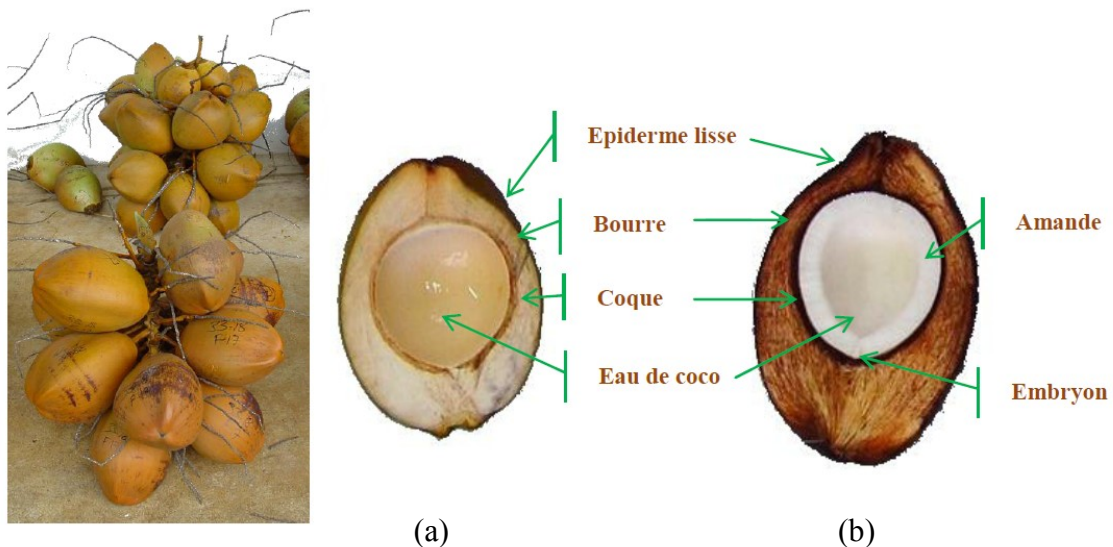 Epiderme lisse
Bourre
Amande
Coque
Eau de coco
Embryon
(a)
(b)